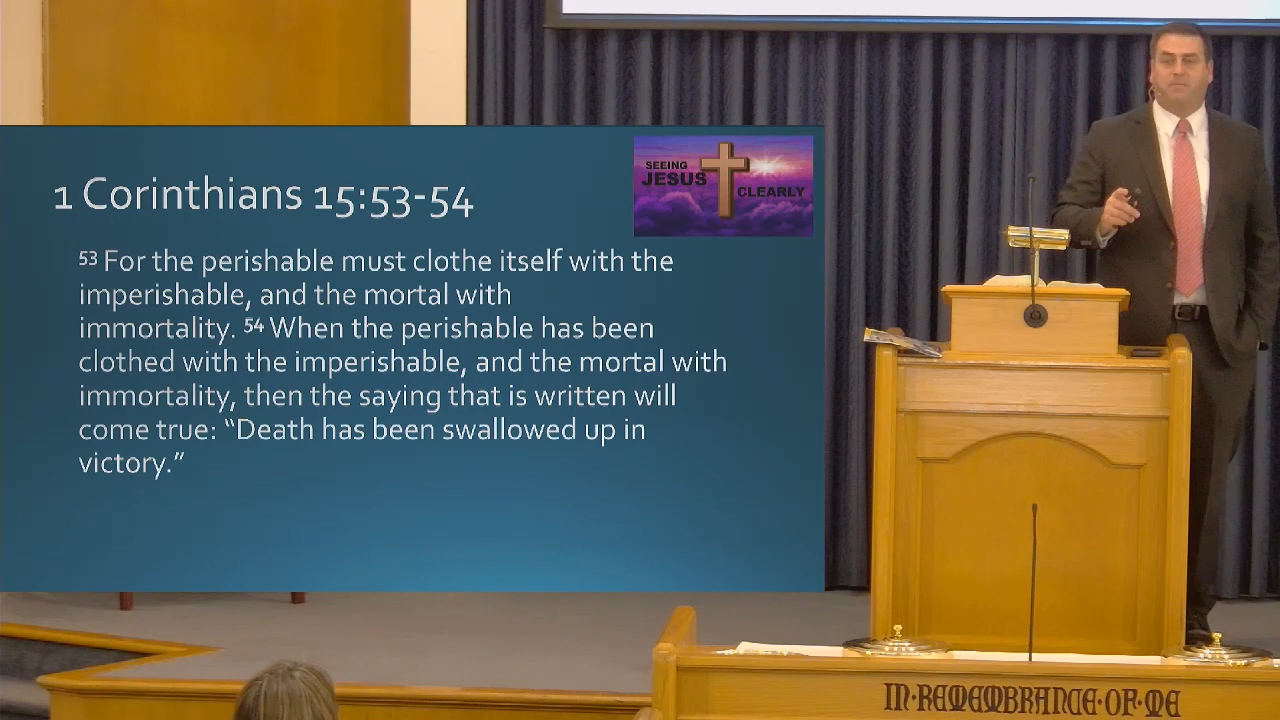 1 Corinthians 15:53-54
SEEING
JESUS
CLEARLY
53 For the perishable must clothe itself with the
imperishable, and the mortal with
immortality. 54 When the perishable has been
clothed with the imperishable, and the mortal with
immortality, then the saying that is written will
come true: “Death has been swallowed up in
victory.”
IN·REMEMBRANCE·OF·ME